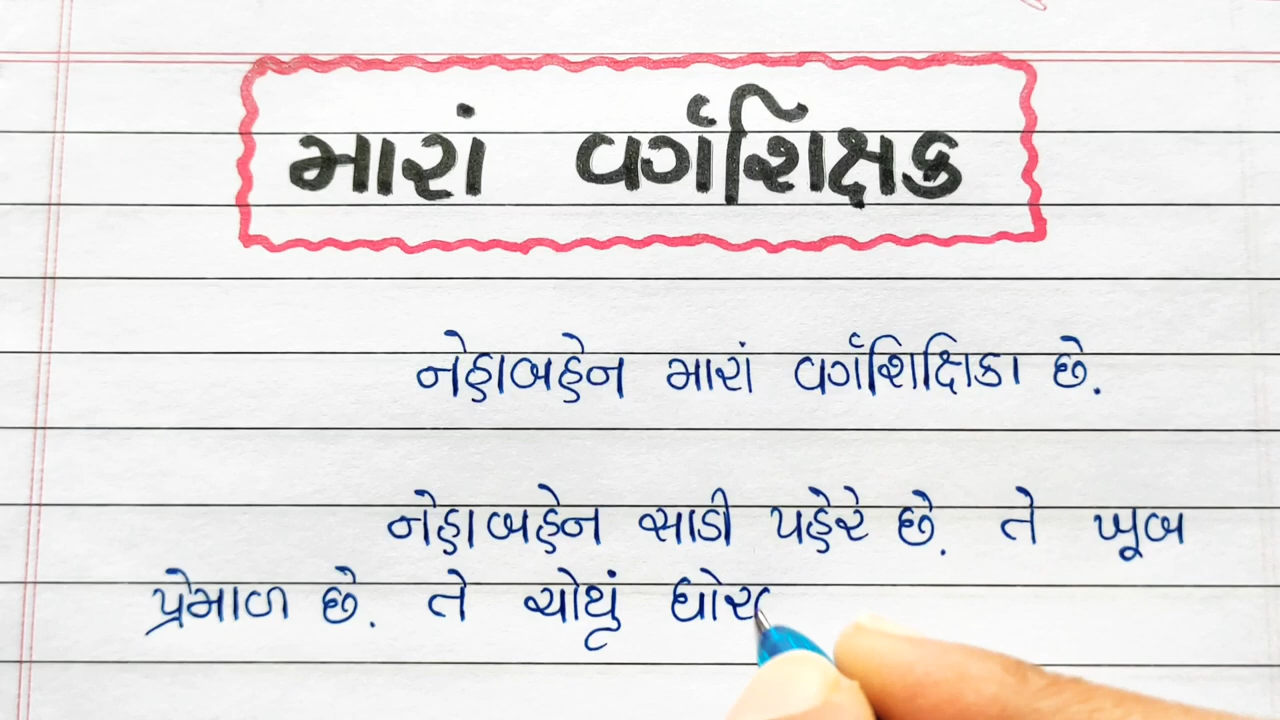 મારાં વર્ગશિક્ષક
નેહાબહેન મારાં વર્ગશિક્ષિકા છે.
નેહાબહેન સાડી પહેરે છે. તે ખૂબ
પ્રેમાળ છે. તે ચોથું ધોર